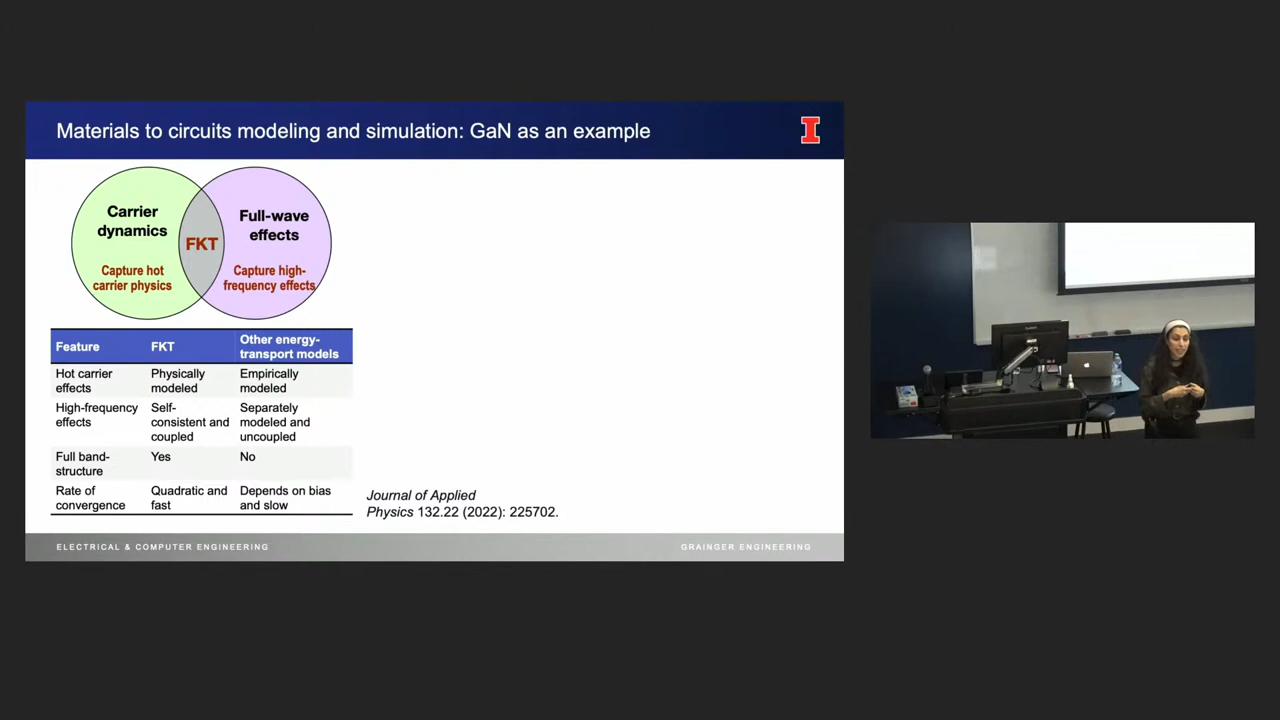 Materials to circuits modeling and simulation: GaN as an example
Carrier
dynamics
Capture hot
carrier physics
FKT
Full-wave
effects
Capture high-
frequency effects
Feature FKT Other energy-
transport models
Hot carrier
effects
Physically
modeled
Empirically
modeled
High-frequency
effects
Self-
consistent and
coupled
Separately
modeled and
uncoupled
Full band-
structure
Yes
No
Rate of
convergence
Quadratic and
fast
Depends on bias
and slow
Journal of Applied
Physics 132.22 (2022): 225702.
ELECTRICAL & COMPUTER ENGINEERING
GRAINGER ENGINEERING